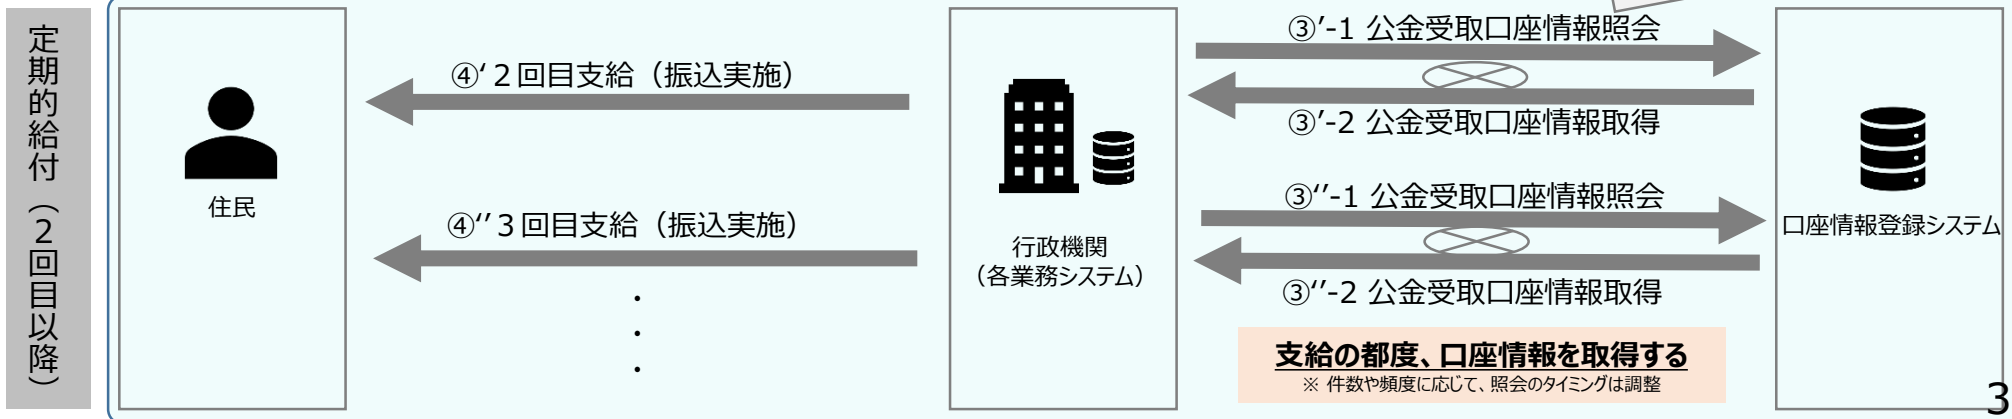 定期的給付（２回目以降）
住民
④‘２回目支給（振込実施）
④‘’３回目支給（振込実施）
・
・
・
行政機関
（各業務システム）
③’-1 公金受取口座情報照会
③’-2 公金受取口座情報取得
③‘’-1 公金受取口座情報照会
③‘’-2 公金受取口座情報取得
支給の都度、口座情報を取得する
※ 件数や頻度に応じて、照会のタイミングは調整
口座情報登録システム
3